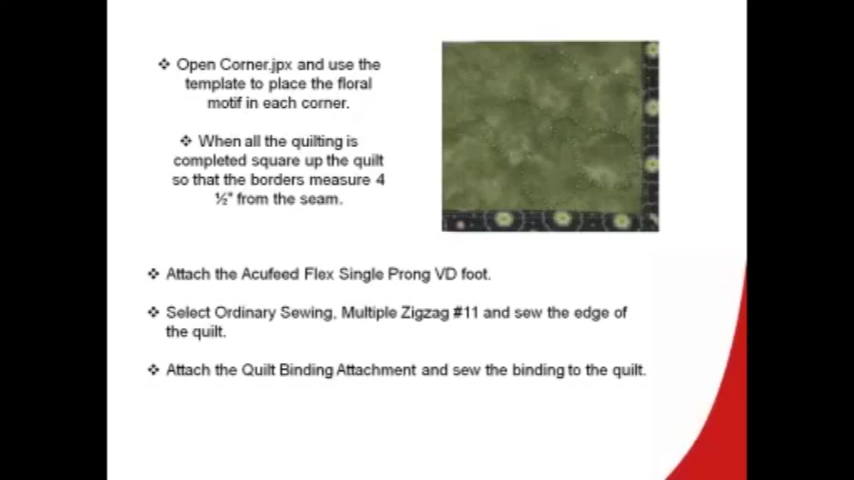 ❖ Open Corner.jpx and use the
template to place the floral
motif in each corner.
❖ When all the quilting is
completed square up the quilt
so that the borders measure 4
½" from the seam.
❖ Attach the Acufeed Flex Single Prong VD foot.
❖ Select Ordinary Sewing, Multiple Zigzag #11 and sew the edge of
the quilt.
❖ Attach the Quilt Binding Attachment and sew the binding to the quilt.